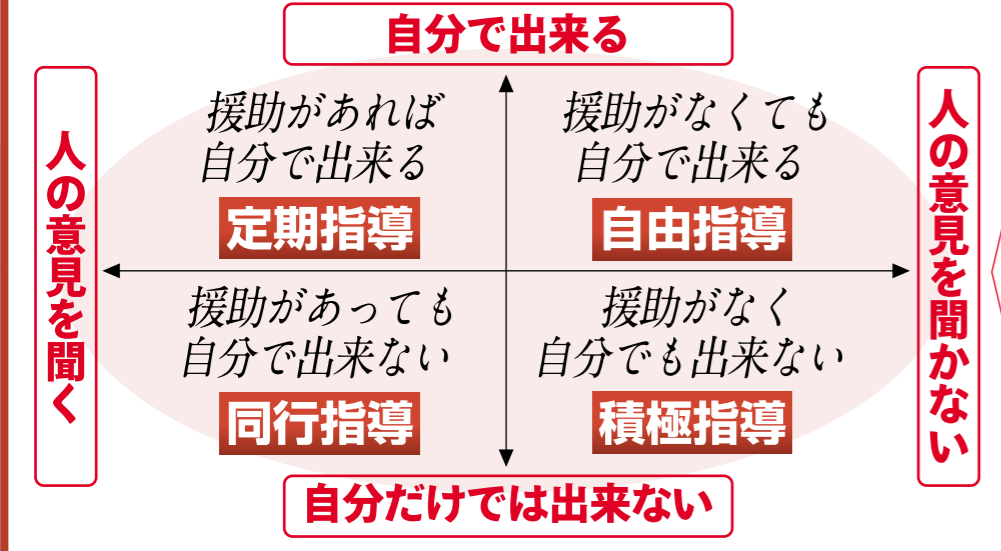 自分で出来る
人の意見を聞く
援助があれば
自分で出来る
定期指導
援助がなくても
自分で出来る
自由指導
人の意見を聞かない
援助があっても
自分で出来ない
同行指導
援助がなく
自分でも出来ない
積極指導
自分だけでは出来ない